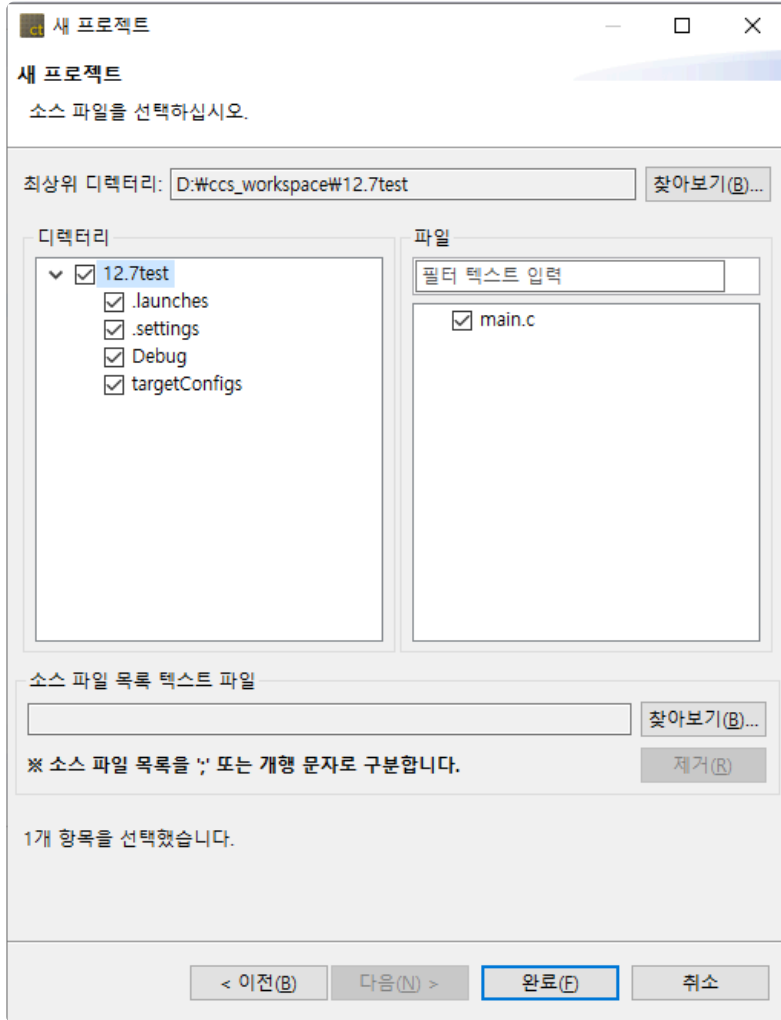 ct 새 프로젝트
새 프로젝트
소스 파일을 선택하십시오.
최상위 디렉터리: D:₩ccs_workspace₩12.7test 찾아보기(B)...
디렉터리
12.7test
.launches
.settings
Debug
targetConfigs
파일
필터 텍스트 입력
main.c
소스 파일 목록 텍스트 파일
찾아보기(B)...
※ 소스 파일 목록을 ';' 또는 개행 문자로 구분합니다. 제거(R)
1개 항목을 선택했습니다.
< 이전(B) 다음(N) > 완료(F) 취소